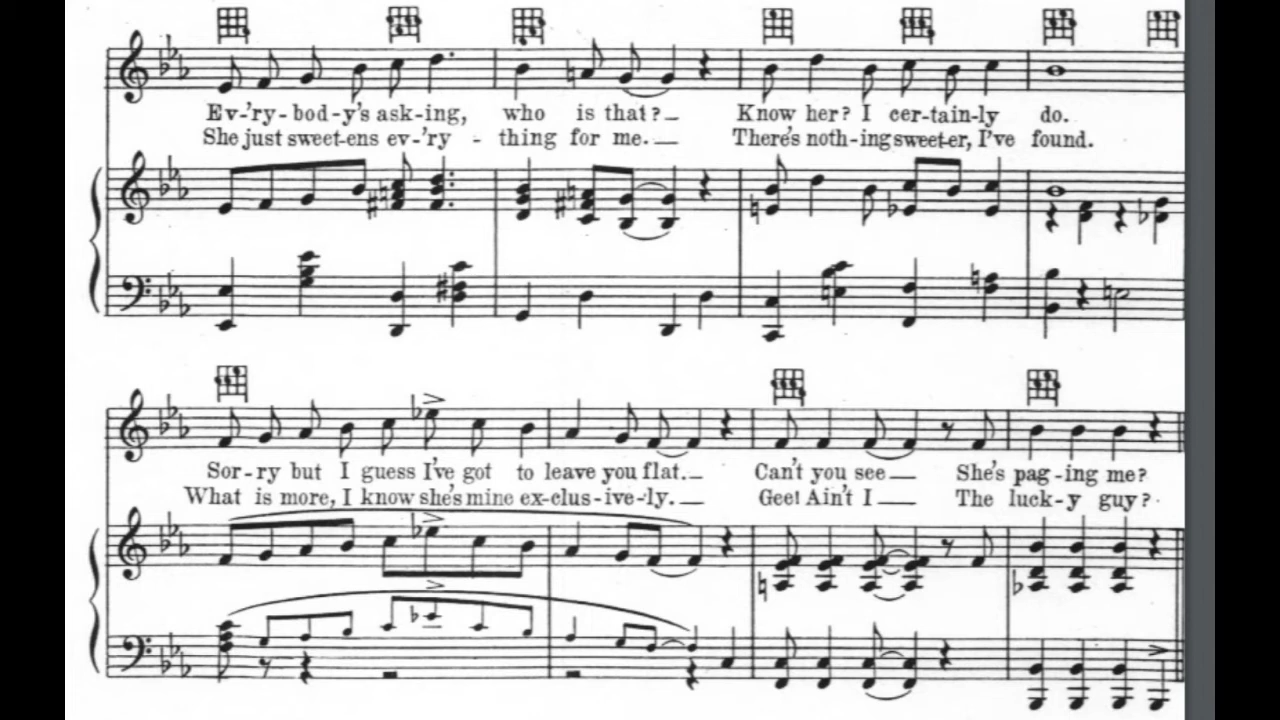 Ev-'ry-bod-y's ask-ing, who is that?— Know her? I cer-tain-ly do.
She just sweet-ens ev-'ry - thing for me.— There's noth-ing sweet-er, I've found.
Sor-ry but I guess I've got to leave you flat.— Can't you see— She's pag-ing me?
What is more, I know she's mine ex-clus-ive-ly.— Gee! Ain't I— The luck-y guy?